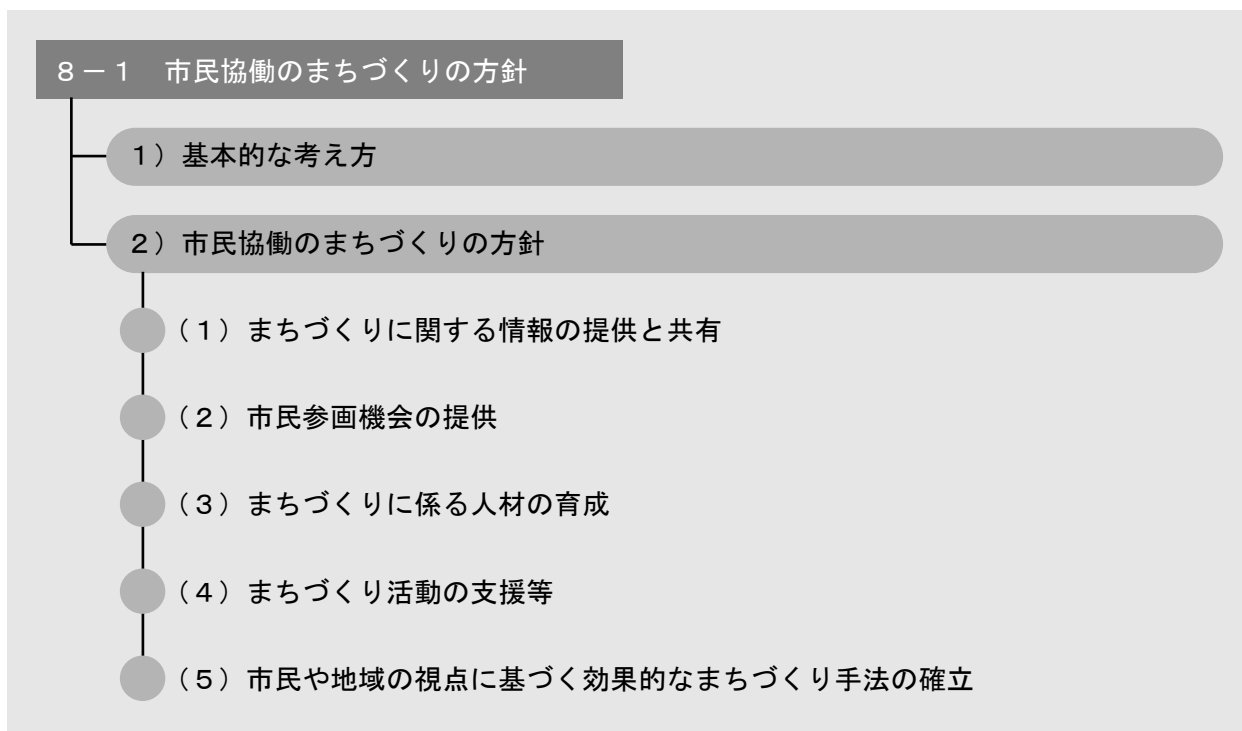 ８－１　市民協働のまちづくりの方針
１）基本的な考え方
２）市民協働のまちづくりの方針
（１）まちづくりに関する情報の提供と共有
（２）市民参画機会の提供
（３）まちづくりに係る人材の育成
（４）まちづくり活動の支援等
（５）市民や地域の視点に基づく効果的なまちづくり手法の確立